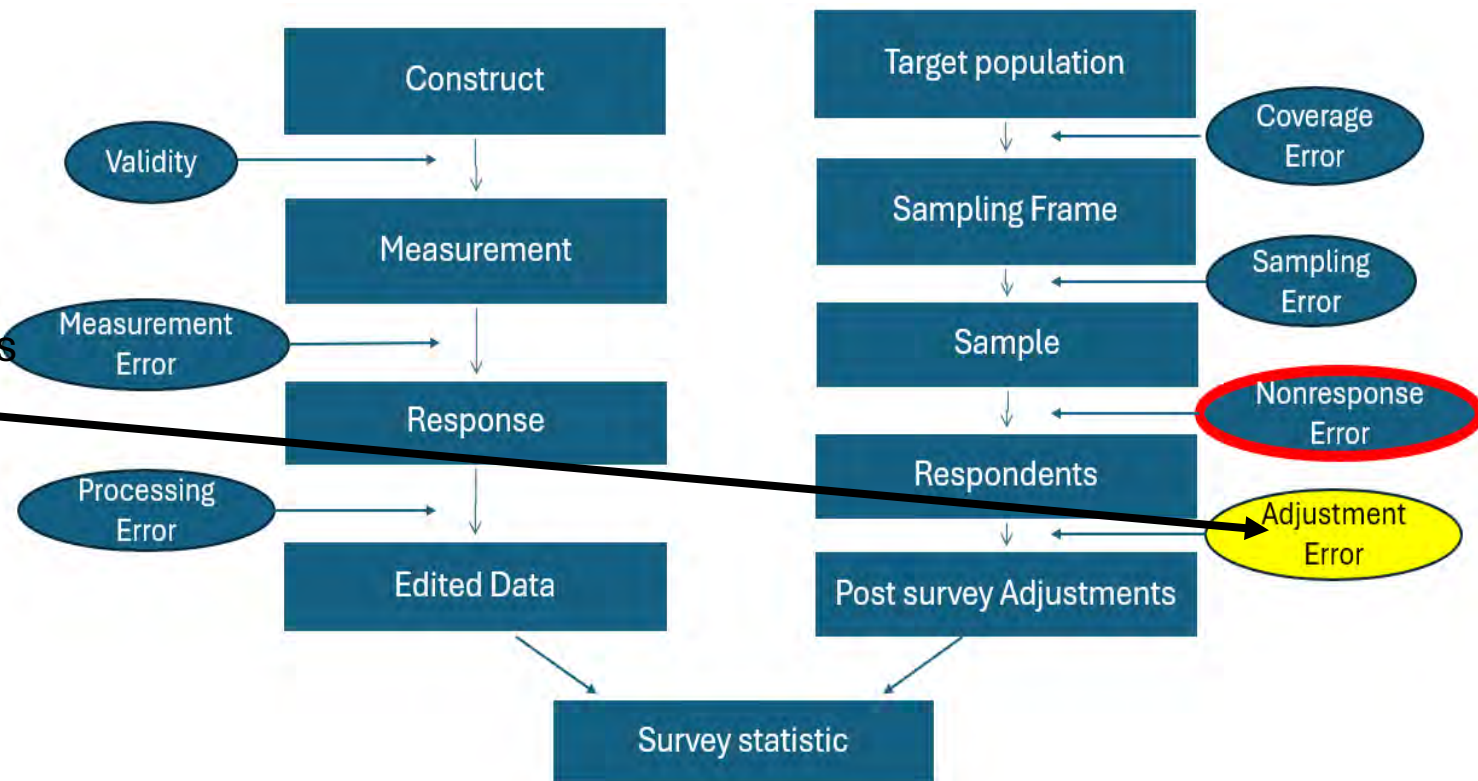 Construct
Validity
Measurement
Measurement
Error
s
Response
Processing
Error
Edited Data
Target population
Coverage
Error
Sampling Frame
Sampling
Error
Sample
Nonresponse
Error
Respondents
Adjustment
Error
Post survey Adjustments
Survey statistic